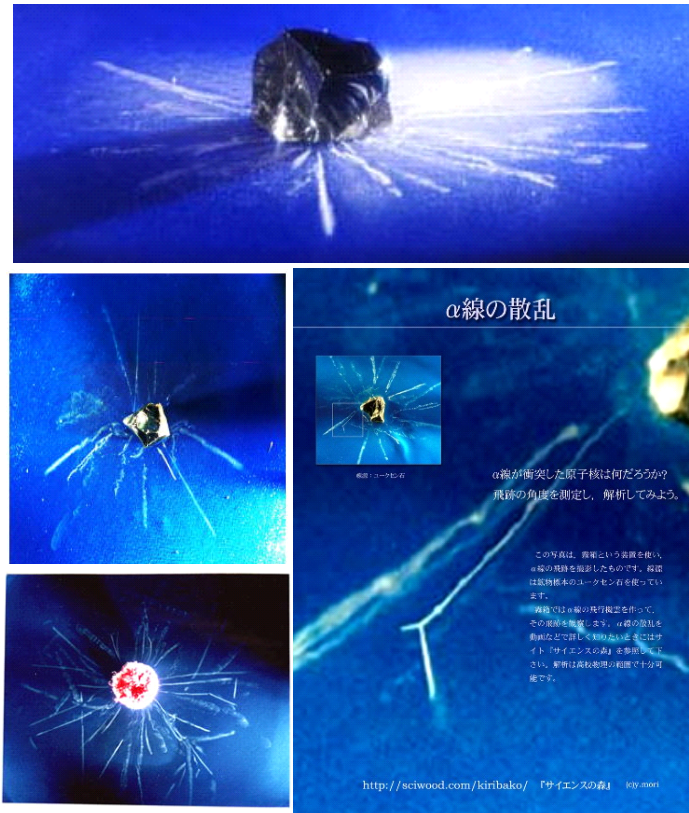 α線の散乱
線源：ユークセン石
α線が衝突した原子核は何だろうか?
飛跡の角度を測定し，解析してみよう。
この写真は，霧箱という装置を使い，
α線の飛跡を撮影したものです。線源
は鉱物標本のユークセン石を使ってい
ます。
霧箱ではα線の飛行機雲を作って，
その飛跡を観察します。α線の散乱を
動画などで詳しく知りたいときにはサ
イト『サイエンスの森』を参照して下
さい。解析は高校物理の範囲で十分可
能です。
http://sciwood.com/kiribako/ 『サイエンスの森』 jcjy.mori